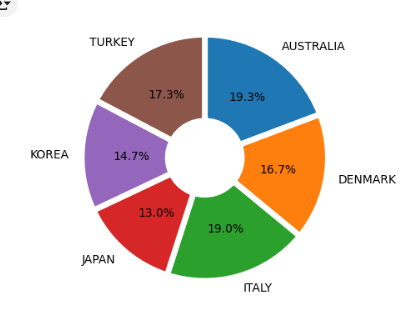 TURKEY
AUSTRALIA
17.3%
19.3%
KOREA
14.7%
16.7%
DENMARK
13.0%
19.0%
JAPAN
ITALY